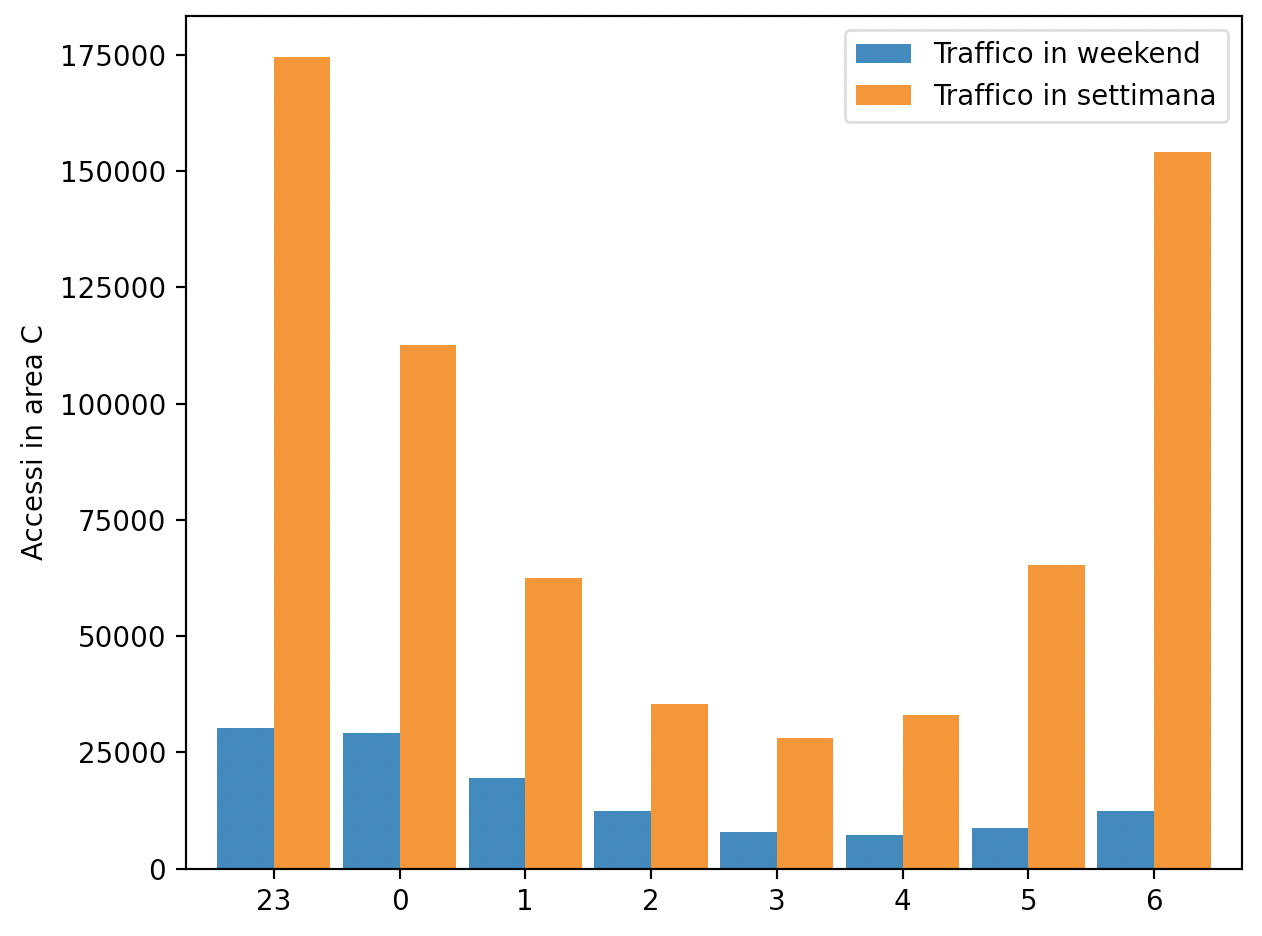 Traffico in weekend
Traffico in settimana
Accessi in area C
175000
150000
125000
100000
75000
50000
25000
0
23 0 1 2 3 4 5 6